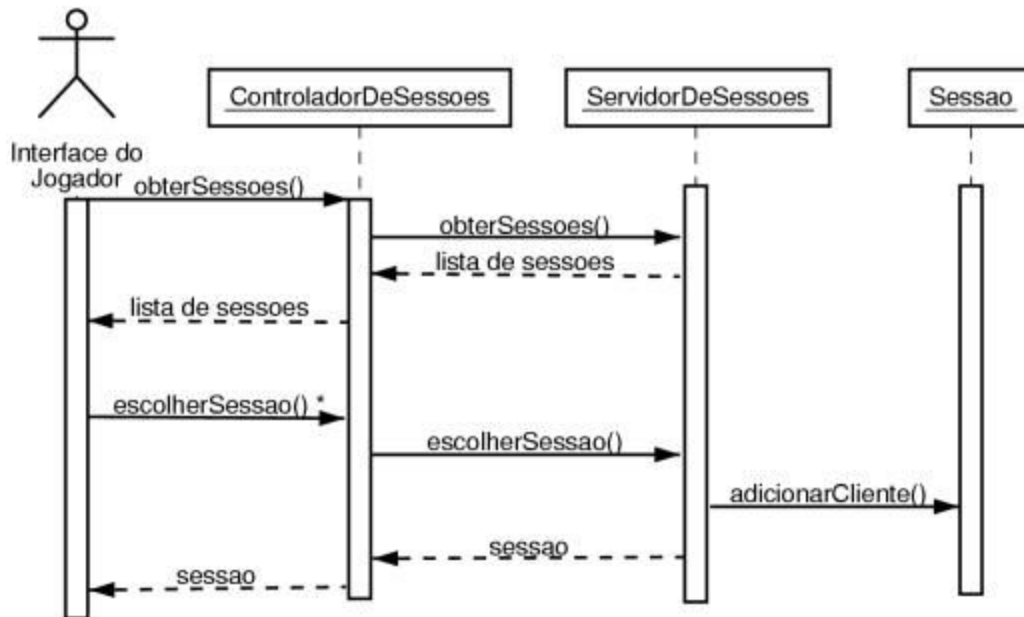 ControladorDeSessoes
ServidorDeSessoes
Sessao
Interface do
Jogador
obterSessoes()
obterSessoes()
lista de sessoes
lista de sessoes
escolherSessao() *
escolherSessao()
adicionarCliente()
sessao
sessao